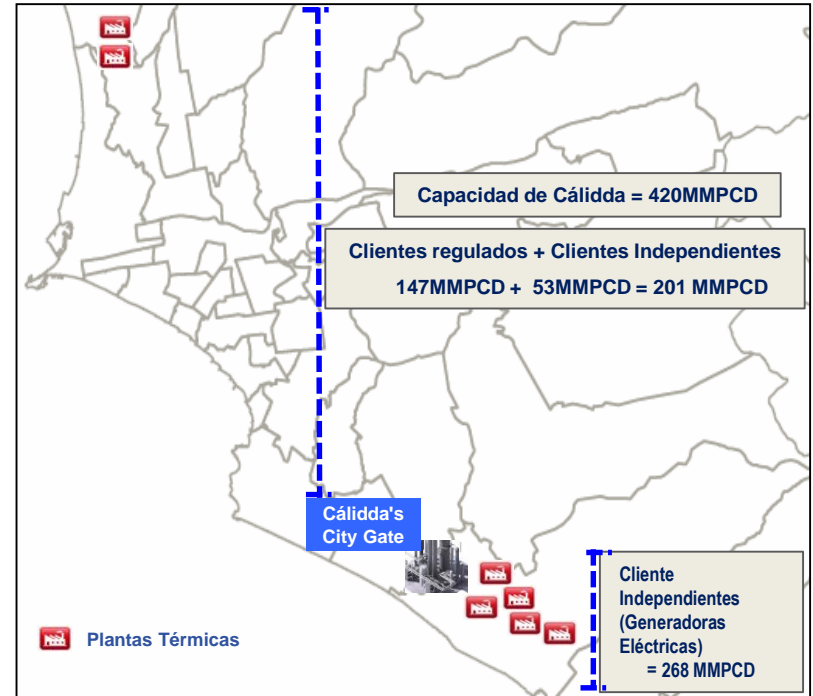 Capacidad de Cálidda = 420MMPCD
Clientes regulados + Clientes Independientes
147MMPCD + 53MMPCD = 201 MMPCD
Cálidda's
City Gate
Cliente
Independientes
(Generadoras
Eléctricas)
= 268 MMPCD
Plantas Térmicas